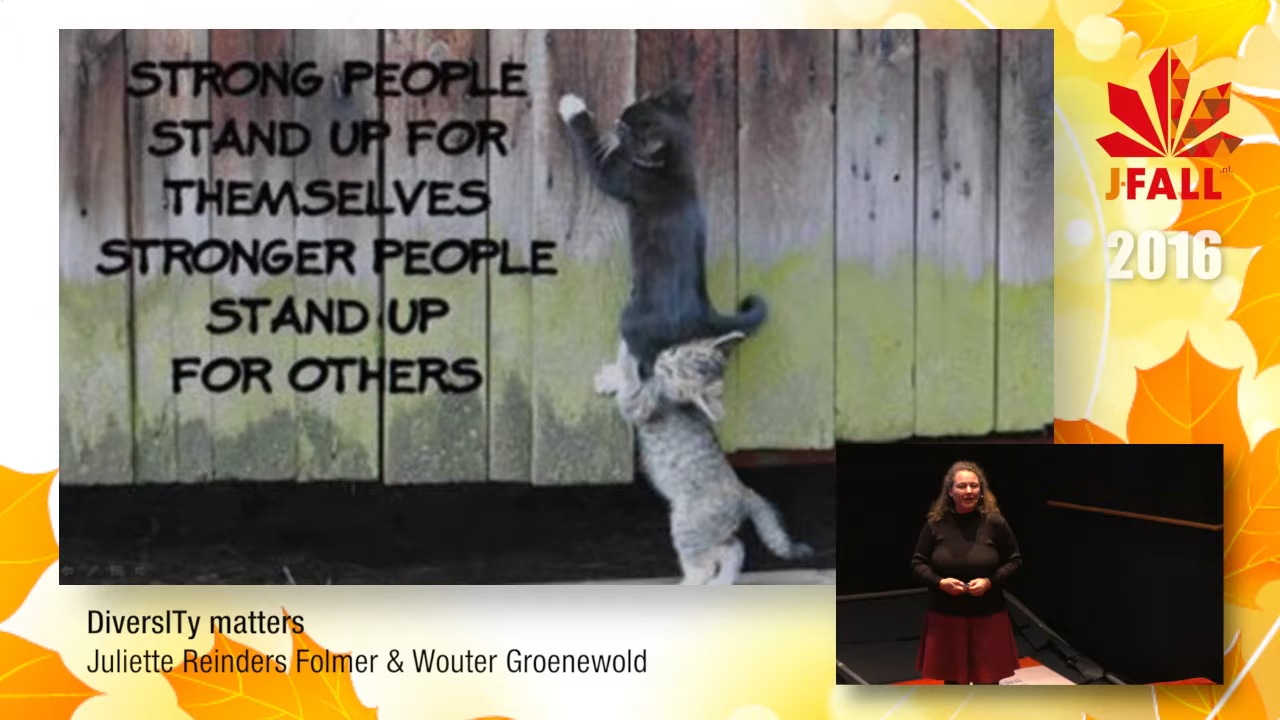 STRONG PEOPLE
STAND UP FOR
THEMSELVES
STRONGER PEOPLE
STAND UP
FOR OTHERS
J-FALL.nl
2016
DiversITy matters
Juliette Reinders Folmer & Wouter Groenewold